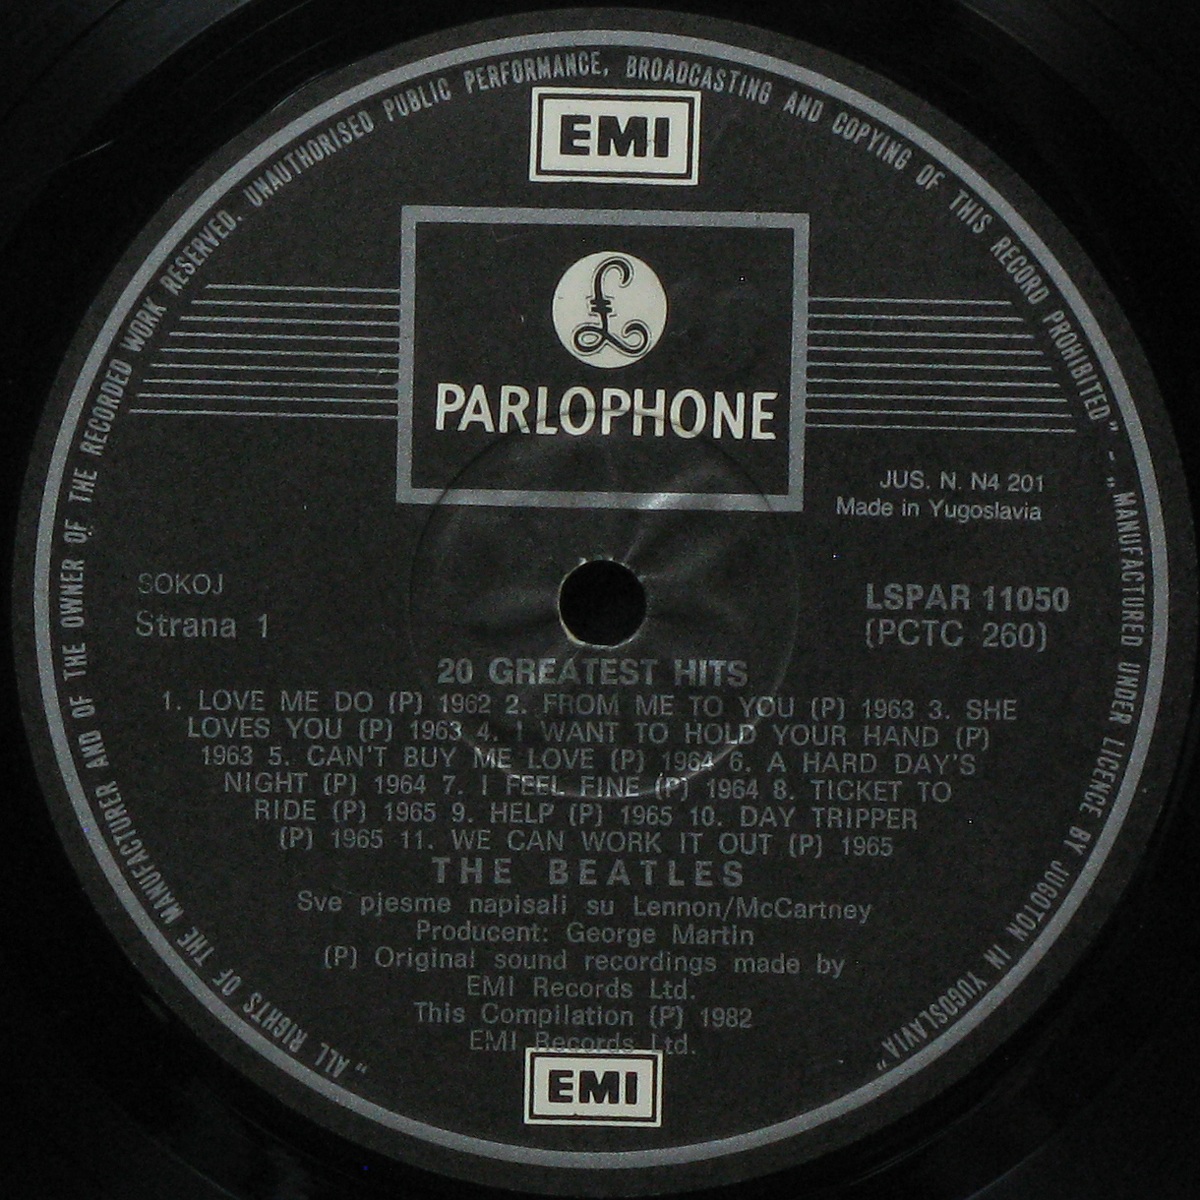 „ALL RIGHTS OF THE MANUFACTURER AND OF THE OWNER OF THE RECORDED WORK RESERVED. UNAUTHORISED PUBLIC PERFORMANCE, BROADCASTING AND COPYING OF THIS RECORD PROHIBITED” - „MANUFACTURED UNDER LICENCE BY JUGOTON IN YUGOSLAVIA”
EMI
£
PARLOPHONE
JUS. N. N4 201
Made in Yugoslavia
SOKOJ
Strana 1
LSPAR 11050
(PCTC 260)
20 GREATEST HITS
1. LOVE ME DO (P) 1962 2. FROM ME TO YOU (P) 1963 3. SHE
LOVES YOU (P) 1963 4. I WANT TO HOLD YOUR HAND (P)
1963 5. CAN'T BUY ME LOVE (P) 1964 6. A HARD DAY'S
NIGHT (P) 1964 7. I FEEL FINE (P) 1964 8. TICKET TO
RIDE (P) 1965 9. HELP (P) 1965 10. DAY TRIPPER
(P) 1965 11. WE CAN WORK IT OUT (P) 1965
THE BEATLES
Sve pjesme napisali su Lennon/McCartney
Producent: George Martin
(P) Original sound recordings made by
EMI Records Ltd.
This Compilation (P) 1982
EMI Records Ltd.
EMI